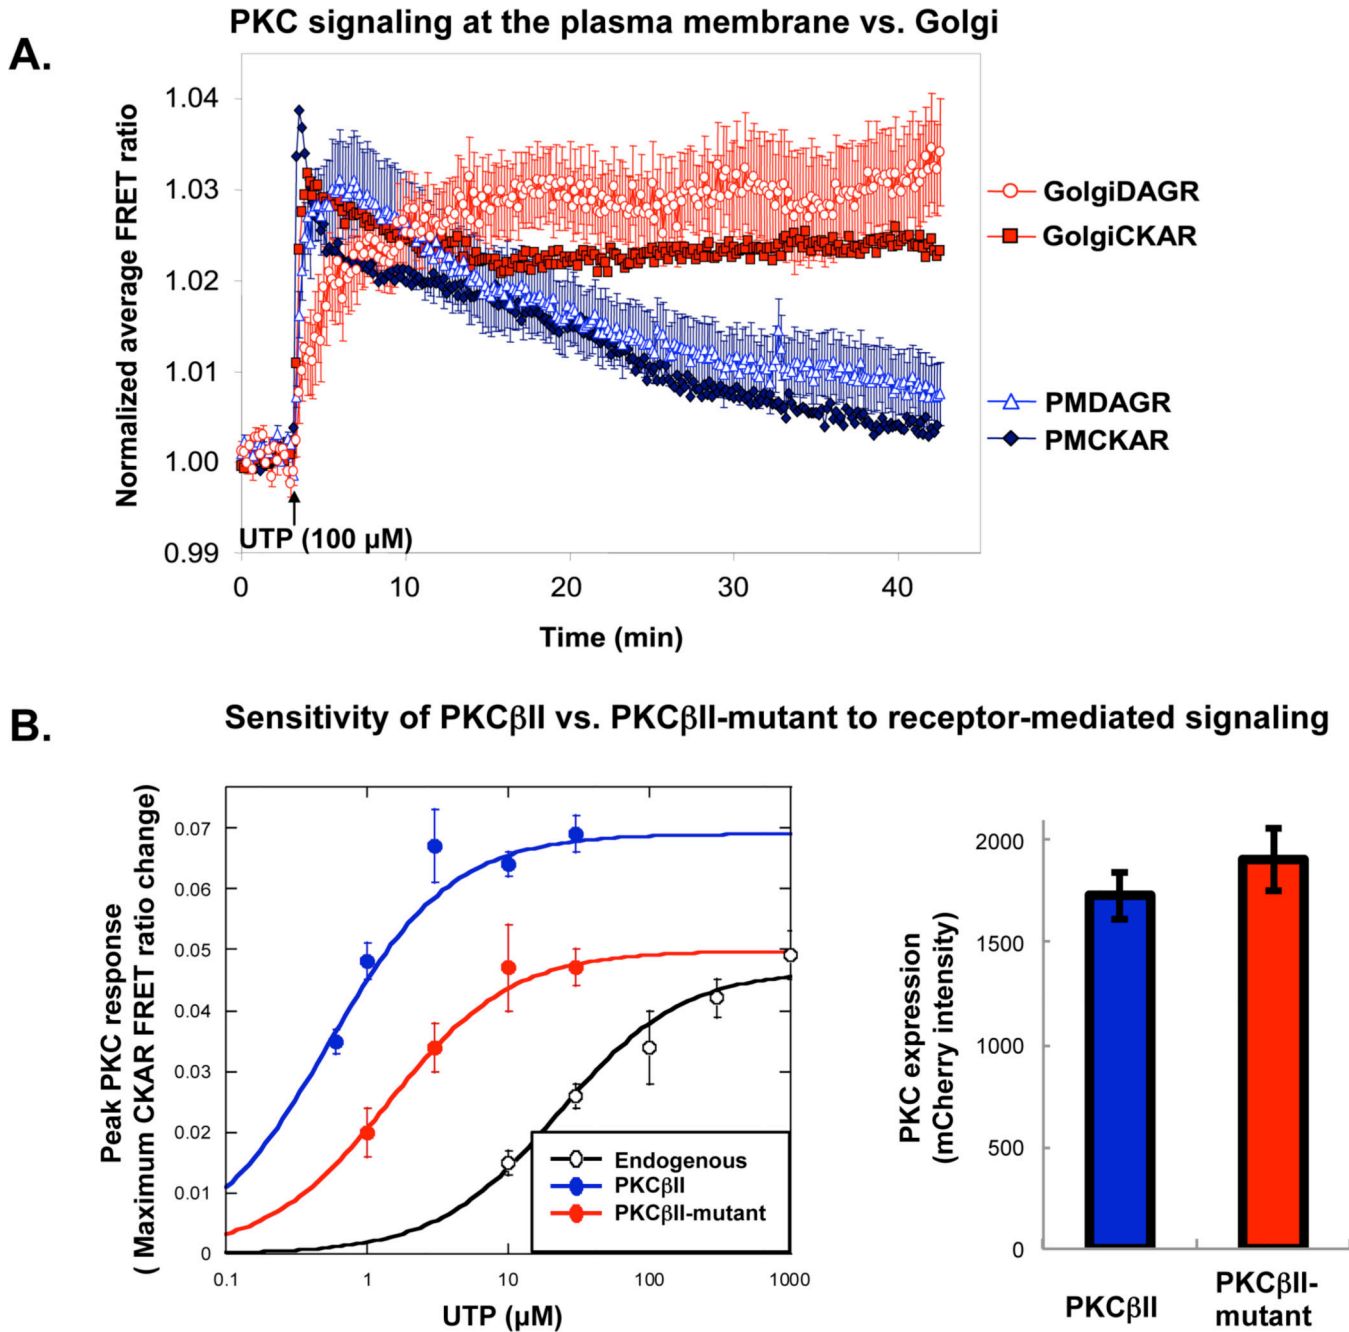 PKC signaling at the plasma membrane vs. Golgi
A.
Normalized average FRET ratio
1.04
1.03
1.02
1.01
1.00
0.99
UTP (100 µM)
0
10
20
30
40
Time (min)
GolgiDAGR
GolgiCKAR
PMDAGR
PMCKAR
B.
Sensitivity of PKCβII vs. PKCβII-mutant to receptor-mediated signaling
Peak PKC response
( Maximum CKAR FRET ratio change)
0.07
0.06
0.05
0.04
0.03
0.02
0.01
0
0.1
1
10
100
1000
UTP (µM)
Endogenous
PKCβII
PKCβII-mutant
PKC expression
(mCherry intensity)
2000
1500
1000
500
0
PKCβII
PKCβII-
mutant